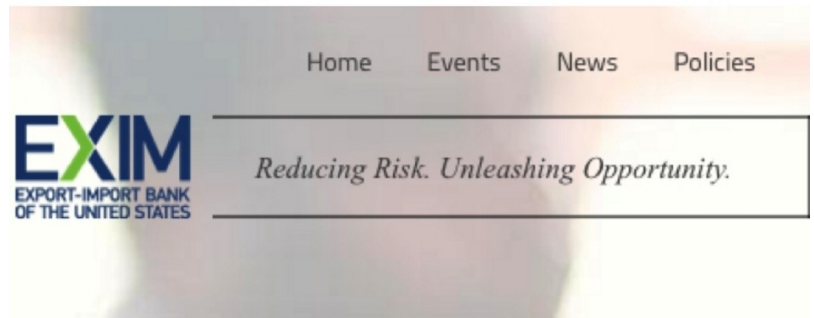 Home Events News Policies
EXIM
EXPORT-IMPORT BANK
OF THE UNITED STATES
Reducing Risk. Unleashing Opportunity.